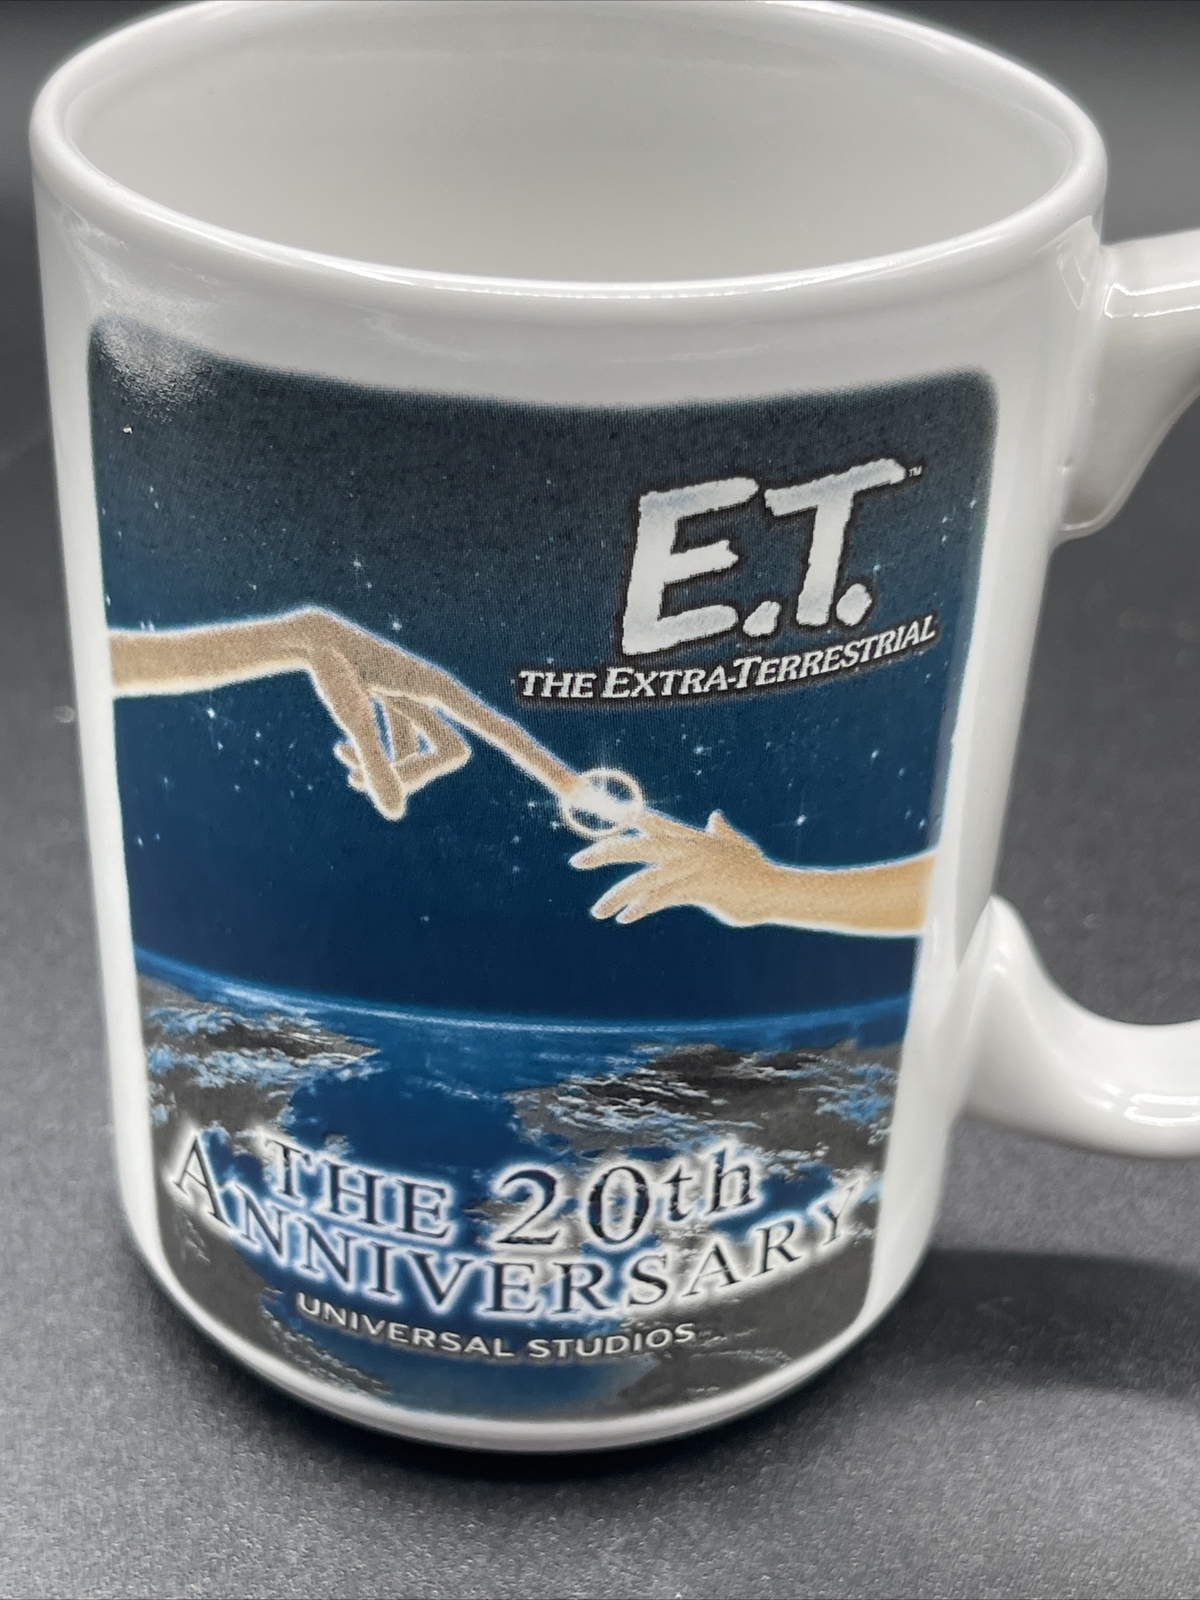 E.T.™
THE EXTRA-TERRESTRIAL
THE 20th
ANNIVERSARY
UNIVERSAL STUDIOS